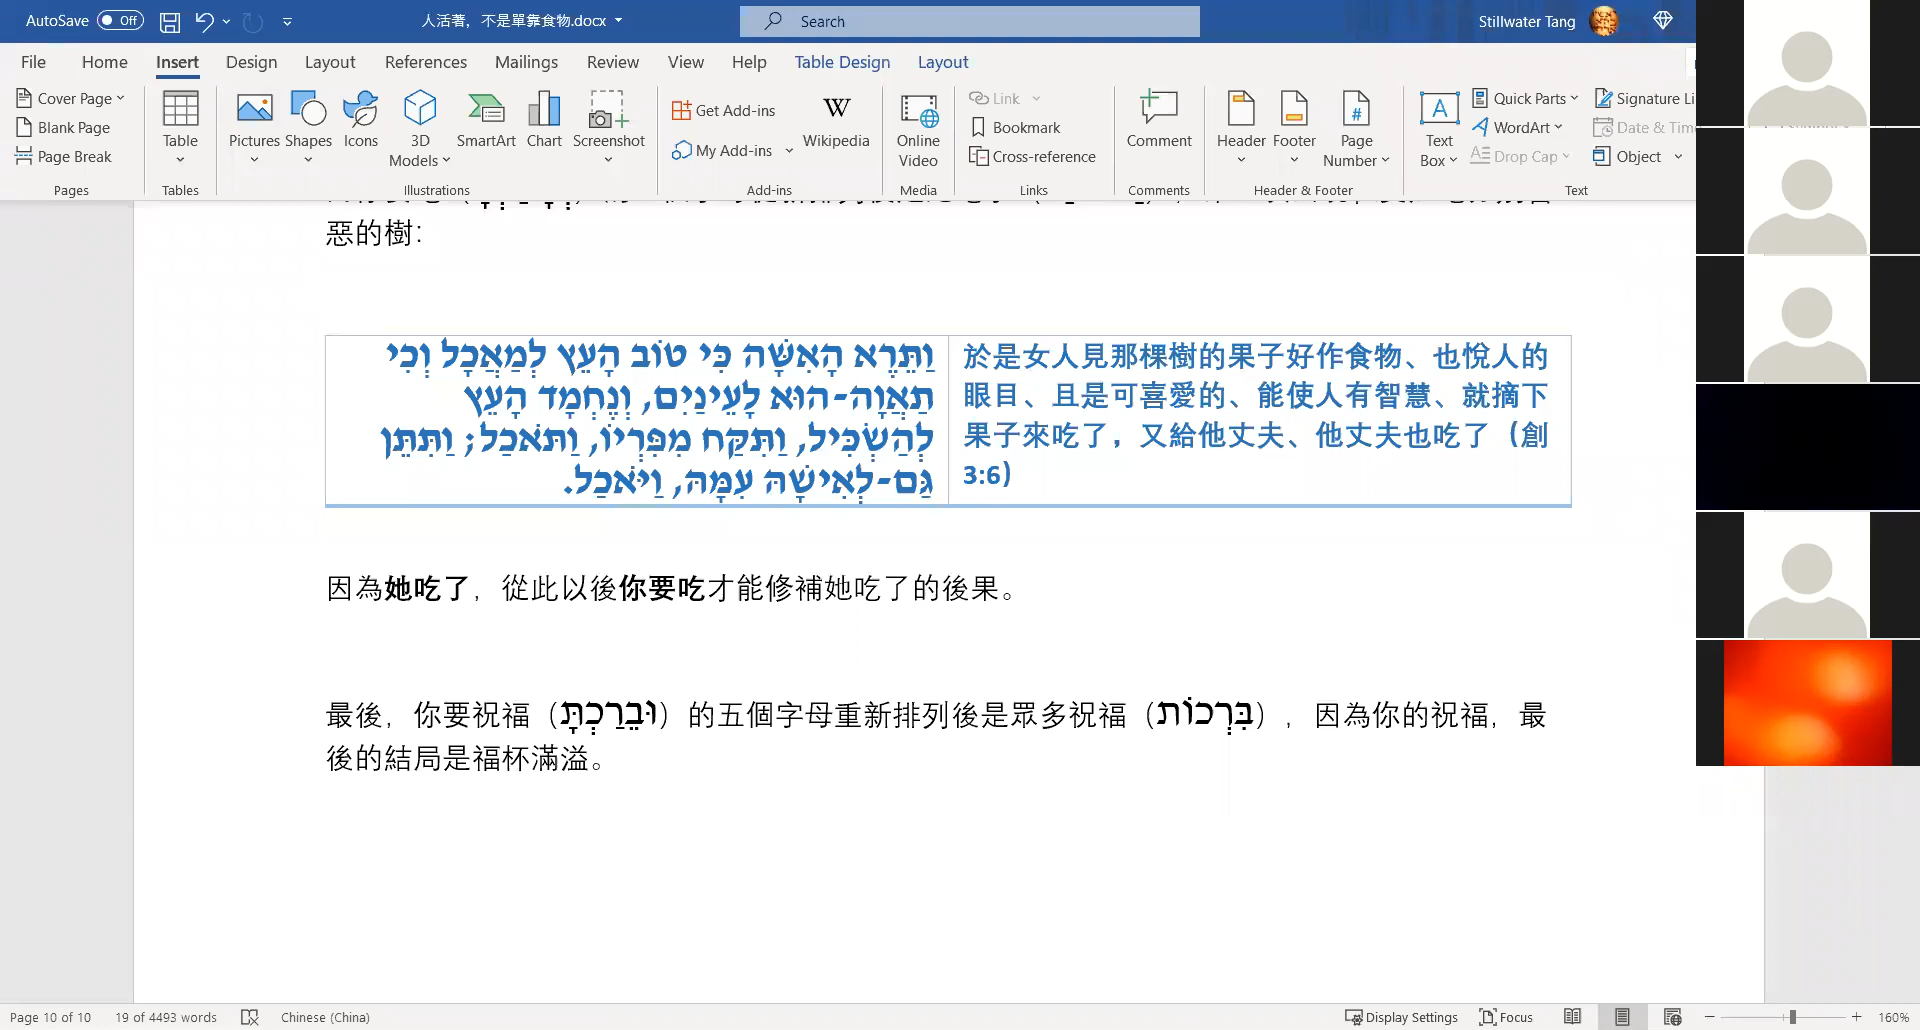 AutoSave Off 人活著，不是單靠食物.docx Search Stillwater Tang
File Home Insert Design Layout References Mailings Review View Help Table Design Layout
Cover Page
Blank Page
Page Break
Pages
Table
Tables
Pictures Shapes Icons 3D Models SmartArt Chart Screenshot
Illustrations
Get Add-ins
My Add-ins
Wikipedia
Add-ins
Online Video
Media
Link
Bookmark
Cross-reference
Links
Comment
Comments
Header Footer Page Number
Header & Footer
Text Box
Quick Parts
WordArt
Drop Cap
Signature Li
Date & Tim
Object
Text
惡的樹：
וַתֵּרֶא הָאִשָּׁה כִּי טוֹב הָעֵץ לְמַאֲכָל וְכִי
תַאֲוָה-הוּא לָעֵינַיִם, וְנֶחְמָד הָעֵץ
לְהַשְׂכִּיל, וַתִּקַּח מִפִּרְיוֹ, וַתֹּאכַל; וַתִּתֵּן
גַּם-לְאִישָׁהּ עִמָּהּ, וַיֹּאכַל.
於是女人見那棵樹的果子好作食物、也悅人的
眼目、且是可喜愛的、能使人有智慧、就摘下
果子來吃了，又給他丈夫、他丈夫也吃了（創
3:6）
因為她吃了，從此以後你要吃才能修補她吃了的後果。
最後，你要祝福（וּבֵרַכְתָּ）的五個字母重新排列後是眾多祝福（בִּרְכוֹת），因為你的祝福，最
後的結局是福杯滿溢。
Page 10 of 10 19 of 4493 words Chinese (China) Display Settings Focus 160%